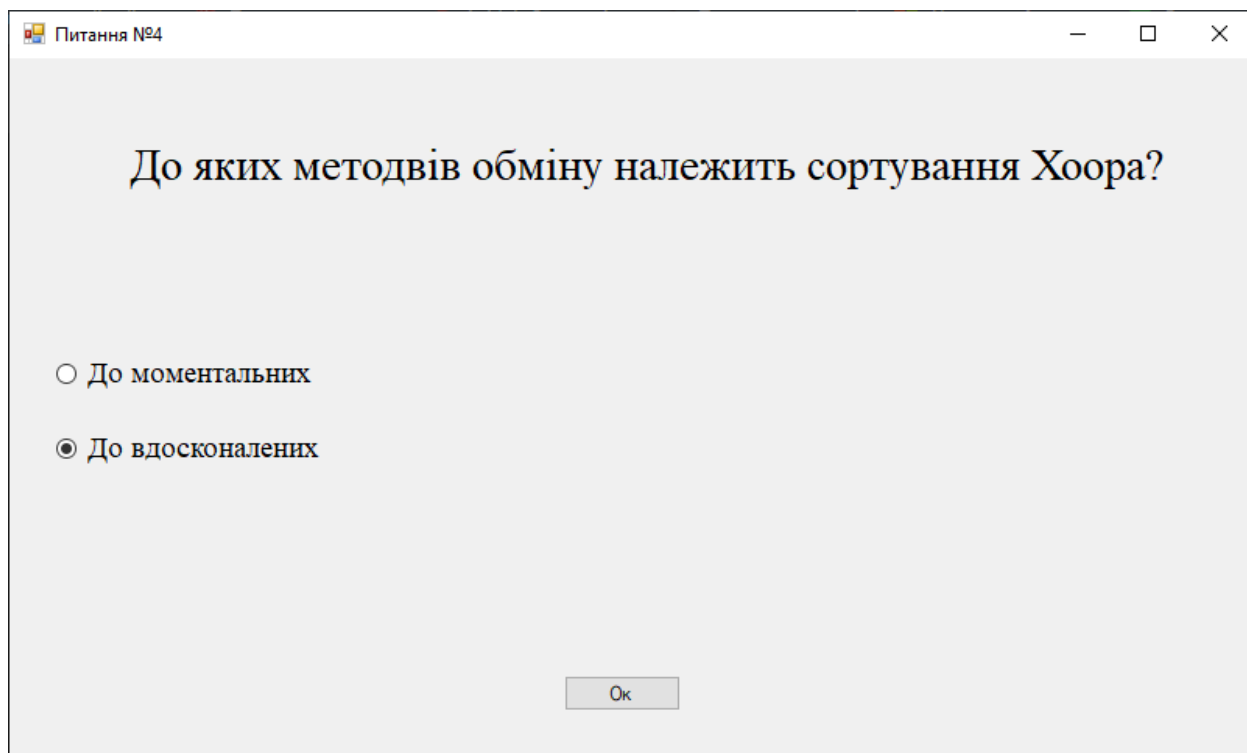 Питання №4
До яких методвів обміну належить сортування Хоора?
До моментальних
До вдосконалених
Ок